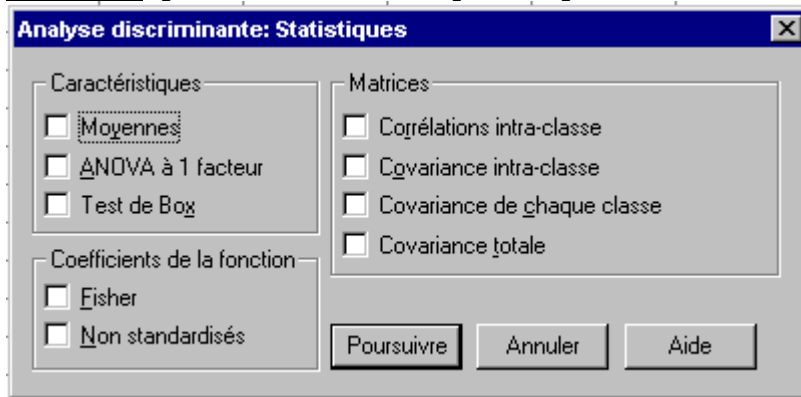 Analyse discriminante: Statistiques
Caractéristiques
Moyennes
ANOVA à 1 facteur
Test de Box
Matrices
Corrélations intra-classe
Covariance intra-classe
Covariance de chaque classe
Covariance totale
Coefficients de la fonction
Fisher
Non standardisés
Poursuivre Annuler Aide